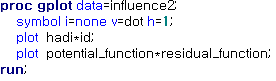 proc gplot data=influence2;
symbol i=none v=dot h=1;
plot hadi*id;
plot potential_function*residual_function;
run;